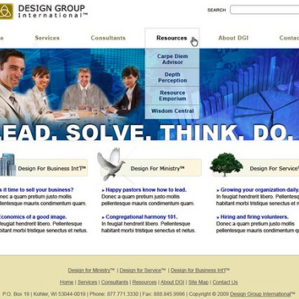 DESIGN GROUP
International™
SEARCH
me Services Consultants Resources About DGI Contact
Carpe Diem
Advisor
Depth
Perception
Resource
Emporium
Wisdom Central
LEAD. SOLVE. THINK. DO.
Design For Business Int'l™ Design For Ministry™ Design For Service™
Is it time to sell your business?
Donec a quam pretium justo mollis
pellentesque mauris condimentum quam.
Happy pastors know how to lead.
Donec a quam pretium justo mollis
pellentesque mauris condimentum quam.
Growing your organization daily.
Donec a quam pretium justo mollis
pellentesque mauris condimentum
Economics of a good image.
In feugiat hendrerit libero. Pellentesque
habitant morbi tristique senectus et netus.
Congregational harmony 101.
In feugiat hendrerit libero. Pellentesque
habitant morbi tristique senectus et netus.
Hiring and firing volunteers.
In feugiat hendrerit libero. Pellentesque
habitant morbi tristique senectus et
Design for Ministry™ | Design for Service™ | Design for Business Int'l™
Home | Services | Consultants | Resources | About DGI | Site Map | Contact
P.O. Box 16 | Kohler, WI 53044-0016 | Phone: 877.771.3330 | Fax: 888.845.9866 | Copyright © 2009 Design Group International™